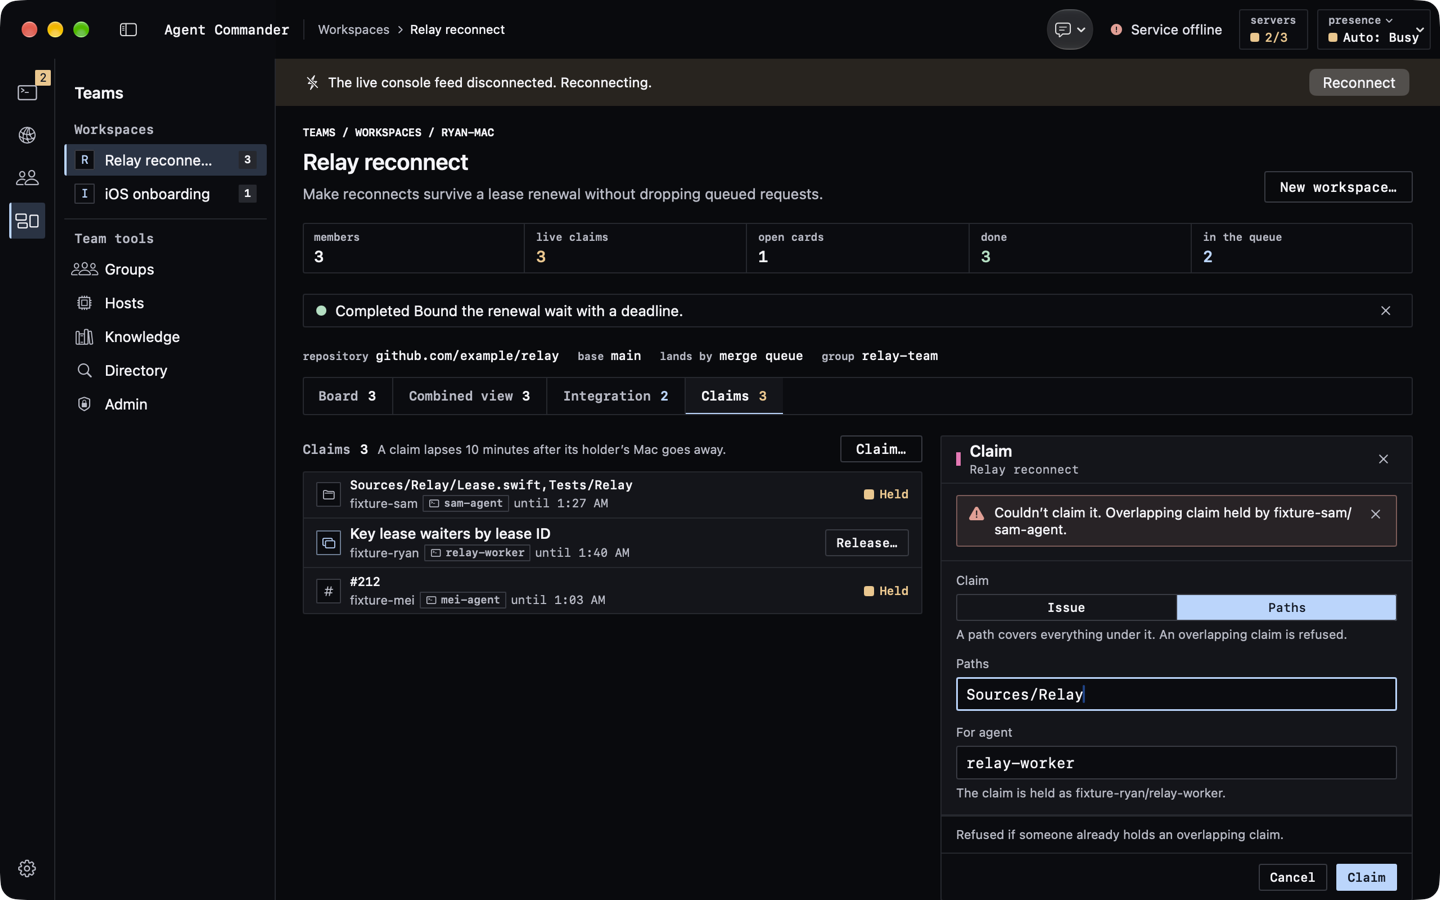 Agent Commander
Workspaces > Relay reconnect
Service offline
servers
2/3
presence
Auto: Busy
2
Teams
Workspaces
R Relay reconne… 3
I iOS onboarding 1
Team tools
Groups
Hosts
Knowledge
Directory
Admin
The live console feed disconnected. Reconnecting.
Reconnect
TEAMS / WORKSPACES / RYAN-MAC
Relay reconnect
Make reconnects survive a lease renewal without dropping queued requests.
New workspace…
members
3
live claims
3
open cards
1
done
3
in the queue
2
Completed Bound the renewal wait with a deadline.
repository github.com/example/relay base main lands by merge queue group relay-team
Board 3 Combined view 3 Integration 2 Claims 3
Claims 3 A claim lapses 10 minutes after its holder’s Mac goes away.
Claim…
Sources/Relay/Lease.swift,Tests/Relay
fixture-sam sam-agent until 1:27 AM
Held
Key lease waiters by lease ID
fixture-ryan relay-worker until 1:40 AM
Release…
# #212
fixture-mei mei-agent until 1:03 AM
Held
Claim
Relay reconnect
Couldn’t claim it. Overlapping claim held by fixture-sam/
sam-agent.
Claim
Issue Paths
A path covers everything under it. An overlapping claim is refused.
Paths
Sources/Relay
For agent
relay-worker
The claim is held as fixture-ryan/relay-worker.
Refused if someone already holds an overlapping claim.
Cancel Claim